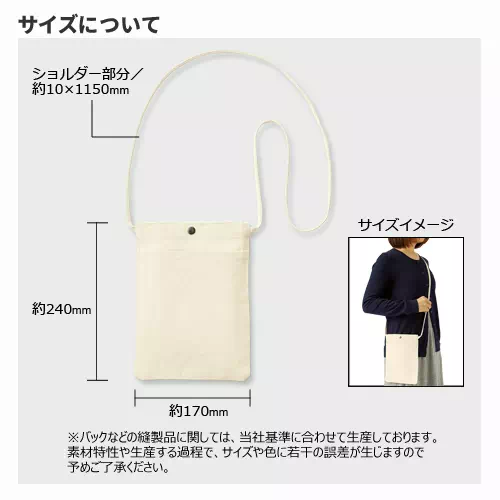 サイズについて
ショルダー部分／
約10×1150mm
サイズイメージ
約240mm
約170mm
※バックなどの縫製品に関しては、当社基準に合わせて生産しております。
素材特性や生産する過程で、サイズや色に若干の誤差が生じますので
予めご了承ください。